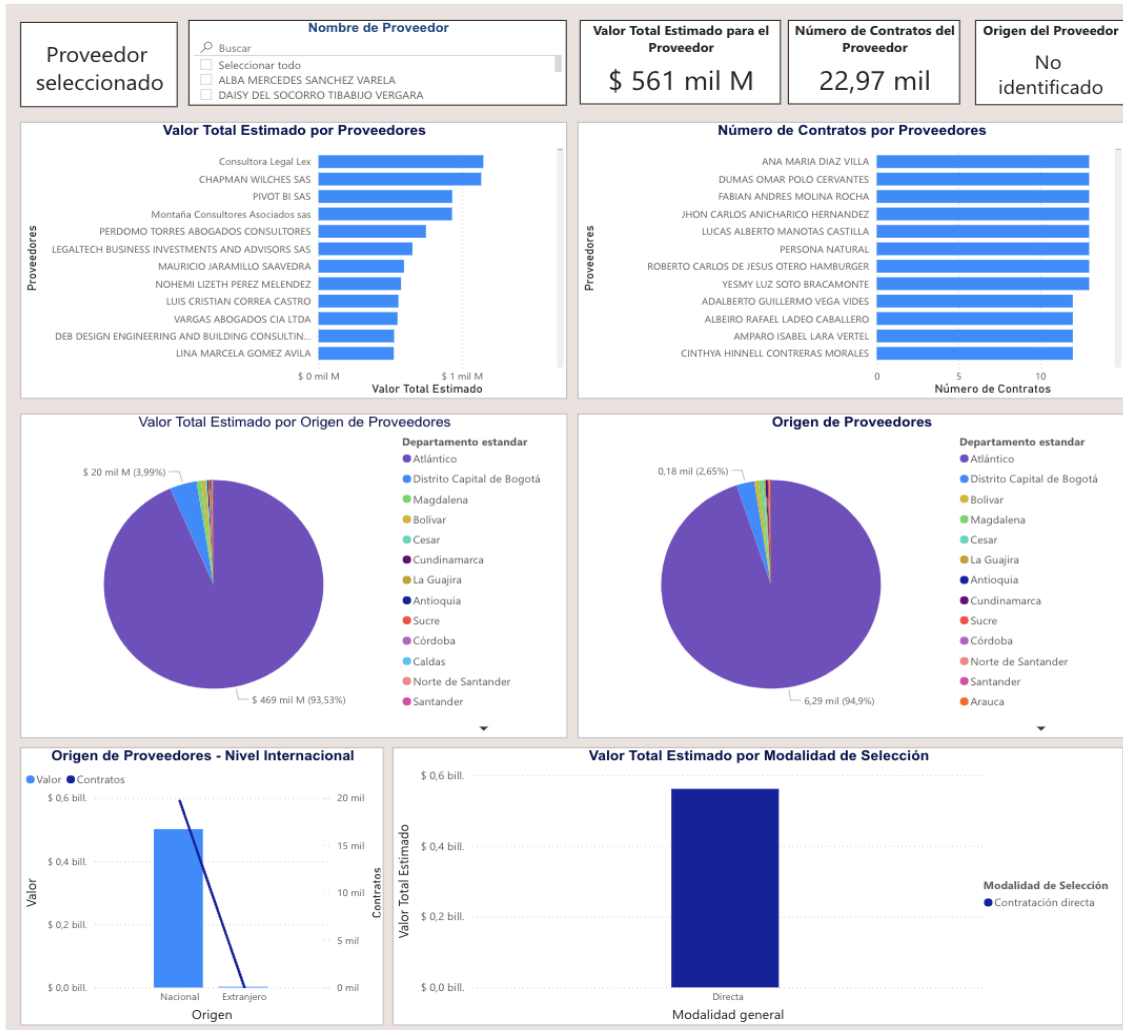 Proveedor
seleccionado
Nombre de Proveedor
Buscar
Seleccionar todo
ALBA MERCEDES SANCHEZ VARELA
DAISY DEL SOCORRO TIBABIJO VERGARA
Valor Total Estimado para el
Proveedor
$ 561 mil M
Número de Contratos del
Proveedor
22,97 mil
Origen del Proveedor
No
identificado
Valor Total Estimado por Proveedores
Proveedores
Consultora Legal Lex
CHAPMAN WILCHES SAS
PIVOT BI SAS
Montaña Consultores Asociados sas
PERDOMO TORRES ABOGADOS CONSULTORES
LEGALTECH BUSINESS INVESTMENTS AND ADVISORS SAS
MAURICIO JARAMILLO SAAVEDRA
NOHEMI LIZETH PEREZ MELENDEZ
LUIS CRISTIAN CORREA CASTRO
VARGAS ABOGADOS CIA LTDA
DEB DESIGN ENGINEERING AND BUILDING CONSULTIN...
LINA MARCELA GOMEZ AVILA
$ 0 mil M
$ 1 mil M
Valor Total Estimado
Número de Contratos por Proveedores
Proveedores
ANA MARIA DIAZ VILLA
DUMAS OMAR POLO CERVANTES
FABIAN ANDRES MOLINA ROCHA
JHON CARLOS ANICHARICO HERNANDEZ
LUCAS ALBERTO MANOTAS CASTILLA
PERSONA NATURAL
ROBERTO CARLOS DE JESUS OTERO HAMBURGER
YESMY LUZ SOTO BRACAMONTE
ADALBERTO GUILLERMO VEGA VIDES
ALBEIRO RAFAEL LADEO CABALLERO
AMPARO ISABEL LARA VERTEL
CINTHYA HINNELL CONTRERAS MORALES
0
5
10
Número de Contratos
Valor Total Estimado por Origen de Proveedores
$ 20 mil M (3,99%)
$ 469 mil M (93,53%)
Departamento estandar
Atlántico
Distrito Capital de Bogotá
Magdalena
Bolívar
Cesar
Cundinamarca
La Guajira
Antioquia
Sucre
Córdoba
Caldas
Norte de Santander
Santander
Origen de Proveedores
0,18 mil (2,65%)
6,29 mil (94,9%)
Departamento estandar
Atlántico
Distrito Capital de Bogotá
Bolívar
Magdalena
Cesar
La Guajira
Antioquia
Cundinamarca
Sucre
Córdoba
Norte de Santander
Santander
Arauca
Origen de Proveedores - Nivel Internacional
Valor
Contratos
$ 0,6 bill.
$ 0,4 bill.
$ 0,2 bill.
$ 0,0 bill.
Valor
20 mil
15 mil
10 mil
5 mil
0 mil
Contratos
Nacional
Extranjero
Origen
Valor Total Estimado por Modalidad de Selección
Valor Total Estimado
$ 0,6 bill.
$ 0,4 bill.
$ 0,2 bill.
$ 0,0 bill.
Directa
Modalidad general
Modalidad de Selección
Contratación directa